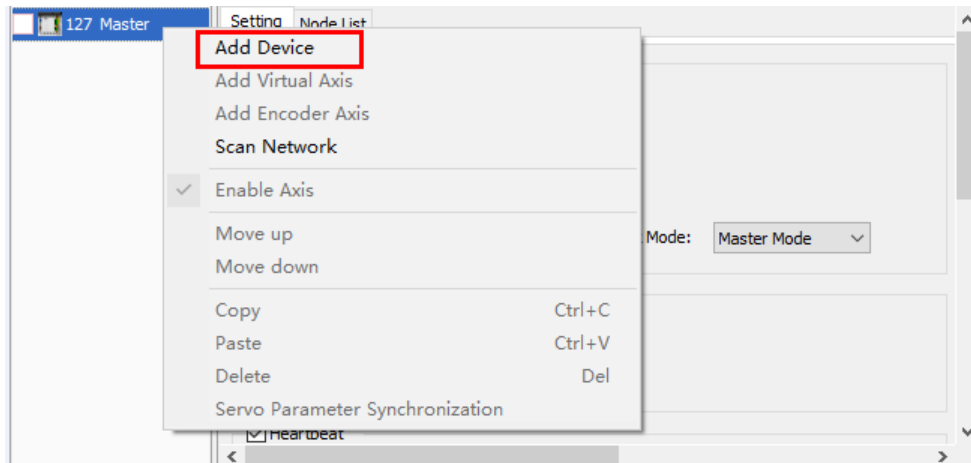 127 Master
Setting Node List
Add Device
Add Virtual Axis
Add Encoder Axis
Scan Network
Enable Axis
Move up
Mode: Master Mode
Move down
Copy Ctrl+C
Paste Ctrl+V
Delete Del
Servo Parameter Synchronization
Heartbeat